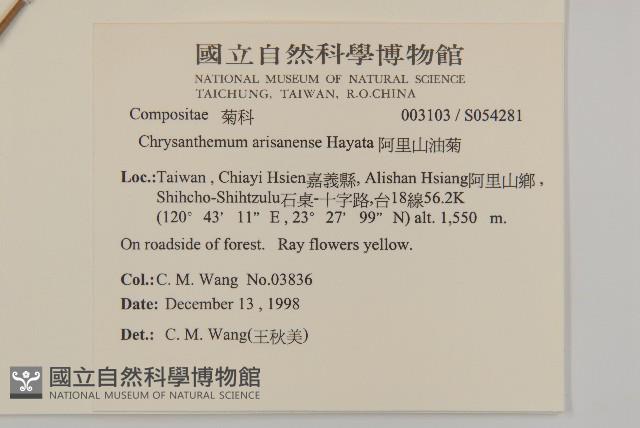 國立自然科學博物館
NATIONAL MUSEUM OF NATURAL SCIENCE
TAICHUNG, TAIWAN, R.O.CHINA
Compositae 菊科 003103 / S054281
Chrysanthemum arisanense Hayata 阿里山油菊
Loc.:Taiwan , Chiayi Hsien嘉義縣, Alishan Hsiang阿里山鄉 ,
Shihcho-Shihtzulu石桌-十字路,台18線56.2K
(120° 43' 11" E , 23° 27' 99" N) alt. 1,550 m.
On roadside of forest. Ray flowers yellow.
Col.: C. M. Wang No.03836
Date: December 13 , 1998
Det.: C. M. Wang(王秋美)
國立自然科學博物館
NATIONAL MUSEUM OF NATURAL SCIENCE